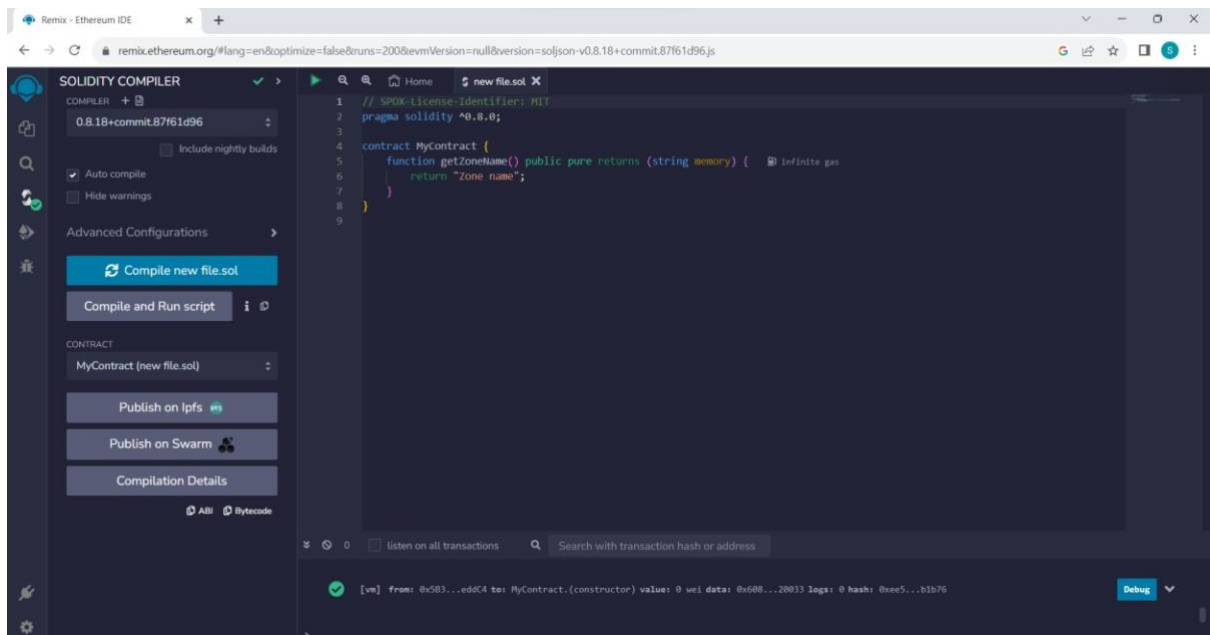 Remix - Ethereum IDE
remix.ethereum.org/#lang=en&optimize=false&runs=200&evmVersion=null&version=soljson-v0.8.18+commit.87f61d96.js
G
S
SOLIDITY COMPILER
COMPILER
0.8.18+commit.87f61d96
Include nightly builds
Auto compile
Hide warnings
Advanced Configurations
Compile new file.sol
Compile and Run script
i
CONTRACT
MyContract (new file.sol)
Publish on Ipfs
Publish on Swarm
Compilation Details
ABI Bytecode
Home new file.sol
1 // SPDX-License-Identifier: MIT
2 pragma solidity ^0.8.0;
3
4 contract MyContract {
5 function getZoneName() public pure returns (string memory) { infinite gas
6 return "Zone name";
7 }
8 }
9
0 listen on all transactions Search with transaction hash or address
[vm] from: 0x5B3...eddC4 to: MyContract.(constructor) value: 0 wei data: 0x608...20033 logs: 0 hash: 0xee5...b1b76
Debug